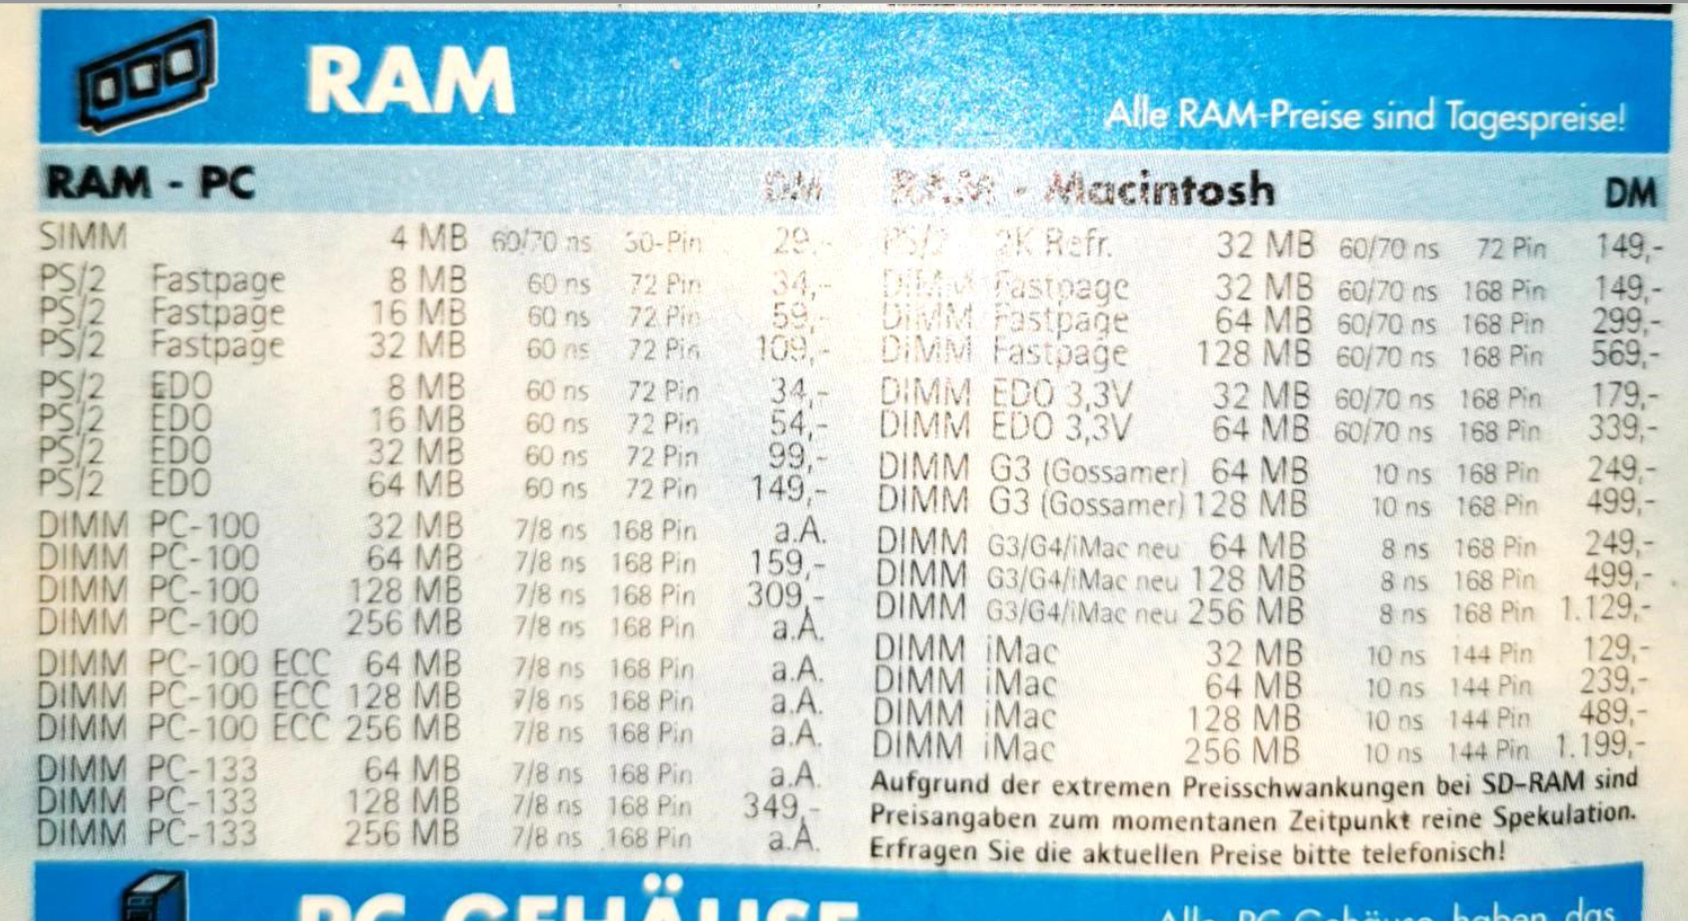 RAM
Alle RAM-Preise sind Tagespreise!
RAM - PC DM
SIMM 4 MB 60/70 ns 30-Pin 29,-
PS/2 Fastpage 8 MB 60 ns 72 Pin 34,-
PS/2 Fastpage 16 MB 60 ns 72 Pin 59,-
PS/2 Fastpage 32 MB 60 ns 72 Pin 109,-
PS/2 EDO 8 MB 60 ns 72 Pin 34,-
PS/2 EDO 16 MB 60 ns 72 Pin 54,-
PS/2 EDO 32 MB 60 ns 72 Pin 99,-
PS/2 EDO 64 MB 60 ns 72 Pin 149,-
DIMM PC-100 32 MB 7/8 ns 168 Pin a.A.
DIMM PC-100 64 MB 7/8 ns 168 Pin 159,-
DIMM PC-100 128 MB 7/8 ns 168 Pin 309,-
DIMM PC-100 256 MB 7/8 ns 168 Pin a.A.
DIMM PC-100 ECC 64 MB 7/8 ns 168 Pin a.A.
DIMM PC-100 ECC 128 MB 7/8 ns 168 Pin a.A.
DIMM PC-100 ECC 256 MB 7/8 ns 168 Pin a.A.
DIMM PC-133 64 MB 7/8 ns 168 Pin a.A.
DIMM PC-133 128 MB 7/8 ns 168 Pin 349,-
DIMM PC-133 256 MB 7/8 ns 168 Pin a.A.
RAM - Macintosh DM
PS/2 2K Refr. 32 MB 60/70 ns 72 Pin 149,-
DIMM Fastpage 32 MB 60/70 ns 168 Pin 149,-
DIMM Fastpage 64 MB 60/70 ns 168 Pin 299,-
DIMM Fastpage 128 MB 60/70 ns 168 Pin 569,-
DIMM EDO 3,3V 32 MB 60/70 ns 168 Pin 179,-
DIMM EDO 3,3V 64 MB 60/70 ns 168 Pin 339,-
DIMM G3 (Gossamer) 64 MB 10 ns 168 Pin 249,-
DIMM G3 (Gossamer) 128 MB 10 ns 168 Pin 499,-
DIMM G3/G4/iMac neu 64 MB 8 ns 168 Pin 249,-
DIMM G3/G4/iMac neu 128 MB 8 ns 168 Pin 499,-
DIMM G3/G4/iMac neu 256 MB 8 ns 168 Pin 1.129,-
DIMM iMac 32 MB 10 ns 144 Pin 129,-
DIMM iMac 64 MB 10 ns 144 Pin 239,-
DIMM iMac 128 MB 10 ns 144 Pin 489,-
DIMM iMac 256 MB 10 ns 144 Pin 1.199,-
Aufgrund der extremen Preisschwankungen bei SD-RAM sind
Preisangaben zum momentanen Zeitpunkt reine Spekulation.
Erfragen Sie die aktuellen Preise bitte telefonisch!
PC GEHÄUSE
Alle PC Gehäuse haben das